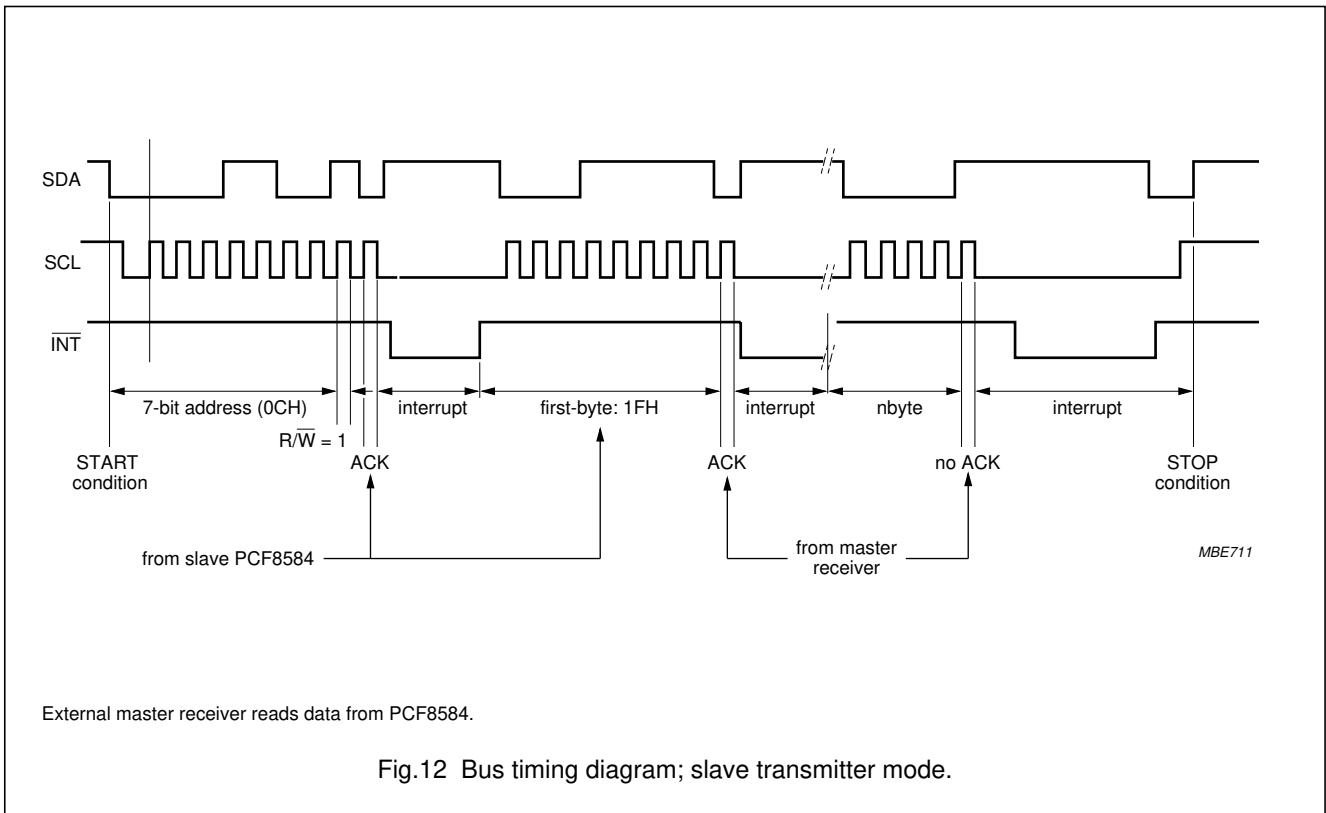 SDA
SCL
INT
7-bit address (0CH)
interrupt
first-byte: 1FH
interrupt
nbyte
interrupt
R/W = 1
START
condition
ACK
ACK
no ACK
STOP
condition
from slave PCF8584
from master
receiver
MBE711
External master receiver reads data from PCF8584.
Fig.12 Bus timing diagram; slave transmitter mode.